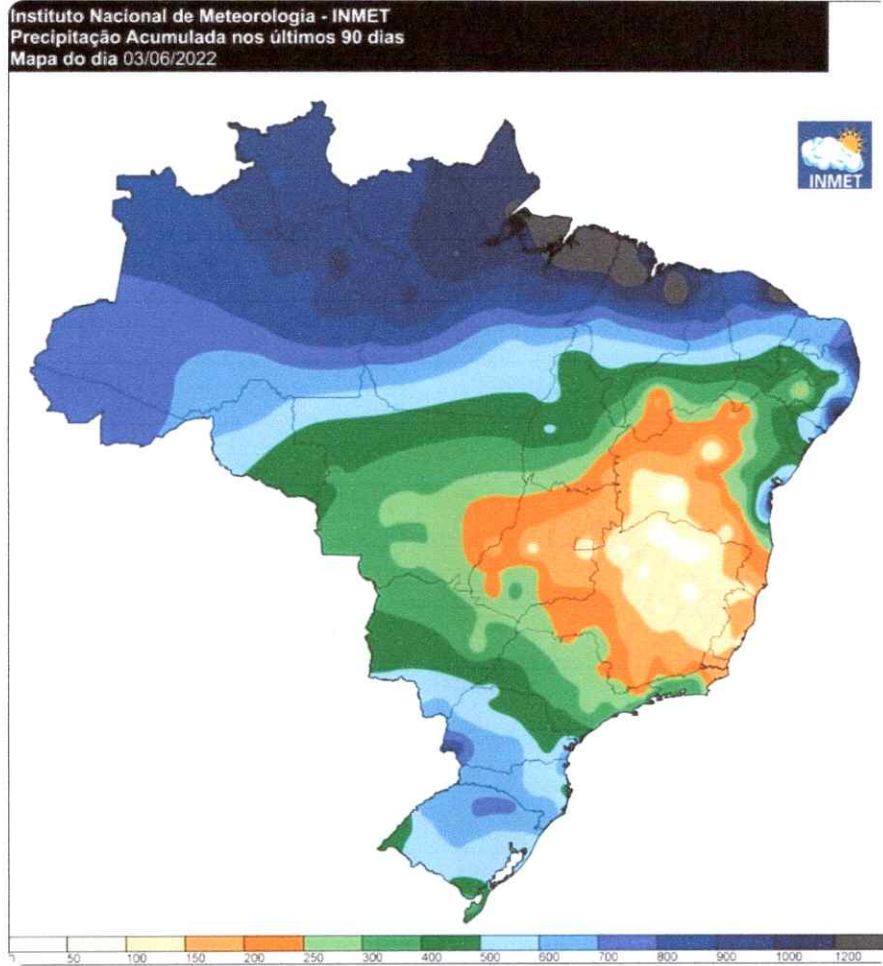 Instituto Nacional de Meteorologia - INMET
Precipitação Acumulada nos últimos 90 dias
Mapa do dia 03/06/2022
INMET
0 50 100 150 200 250 300 400 500 600 700 800 900 1000 1200